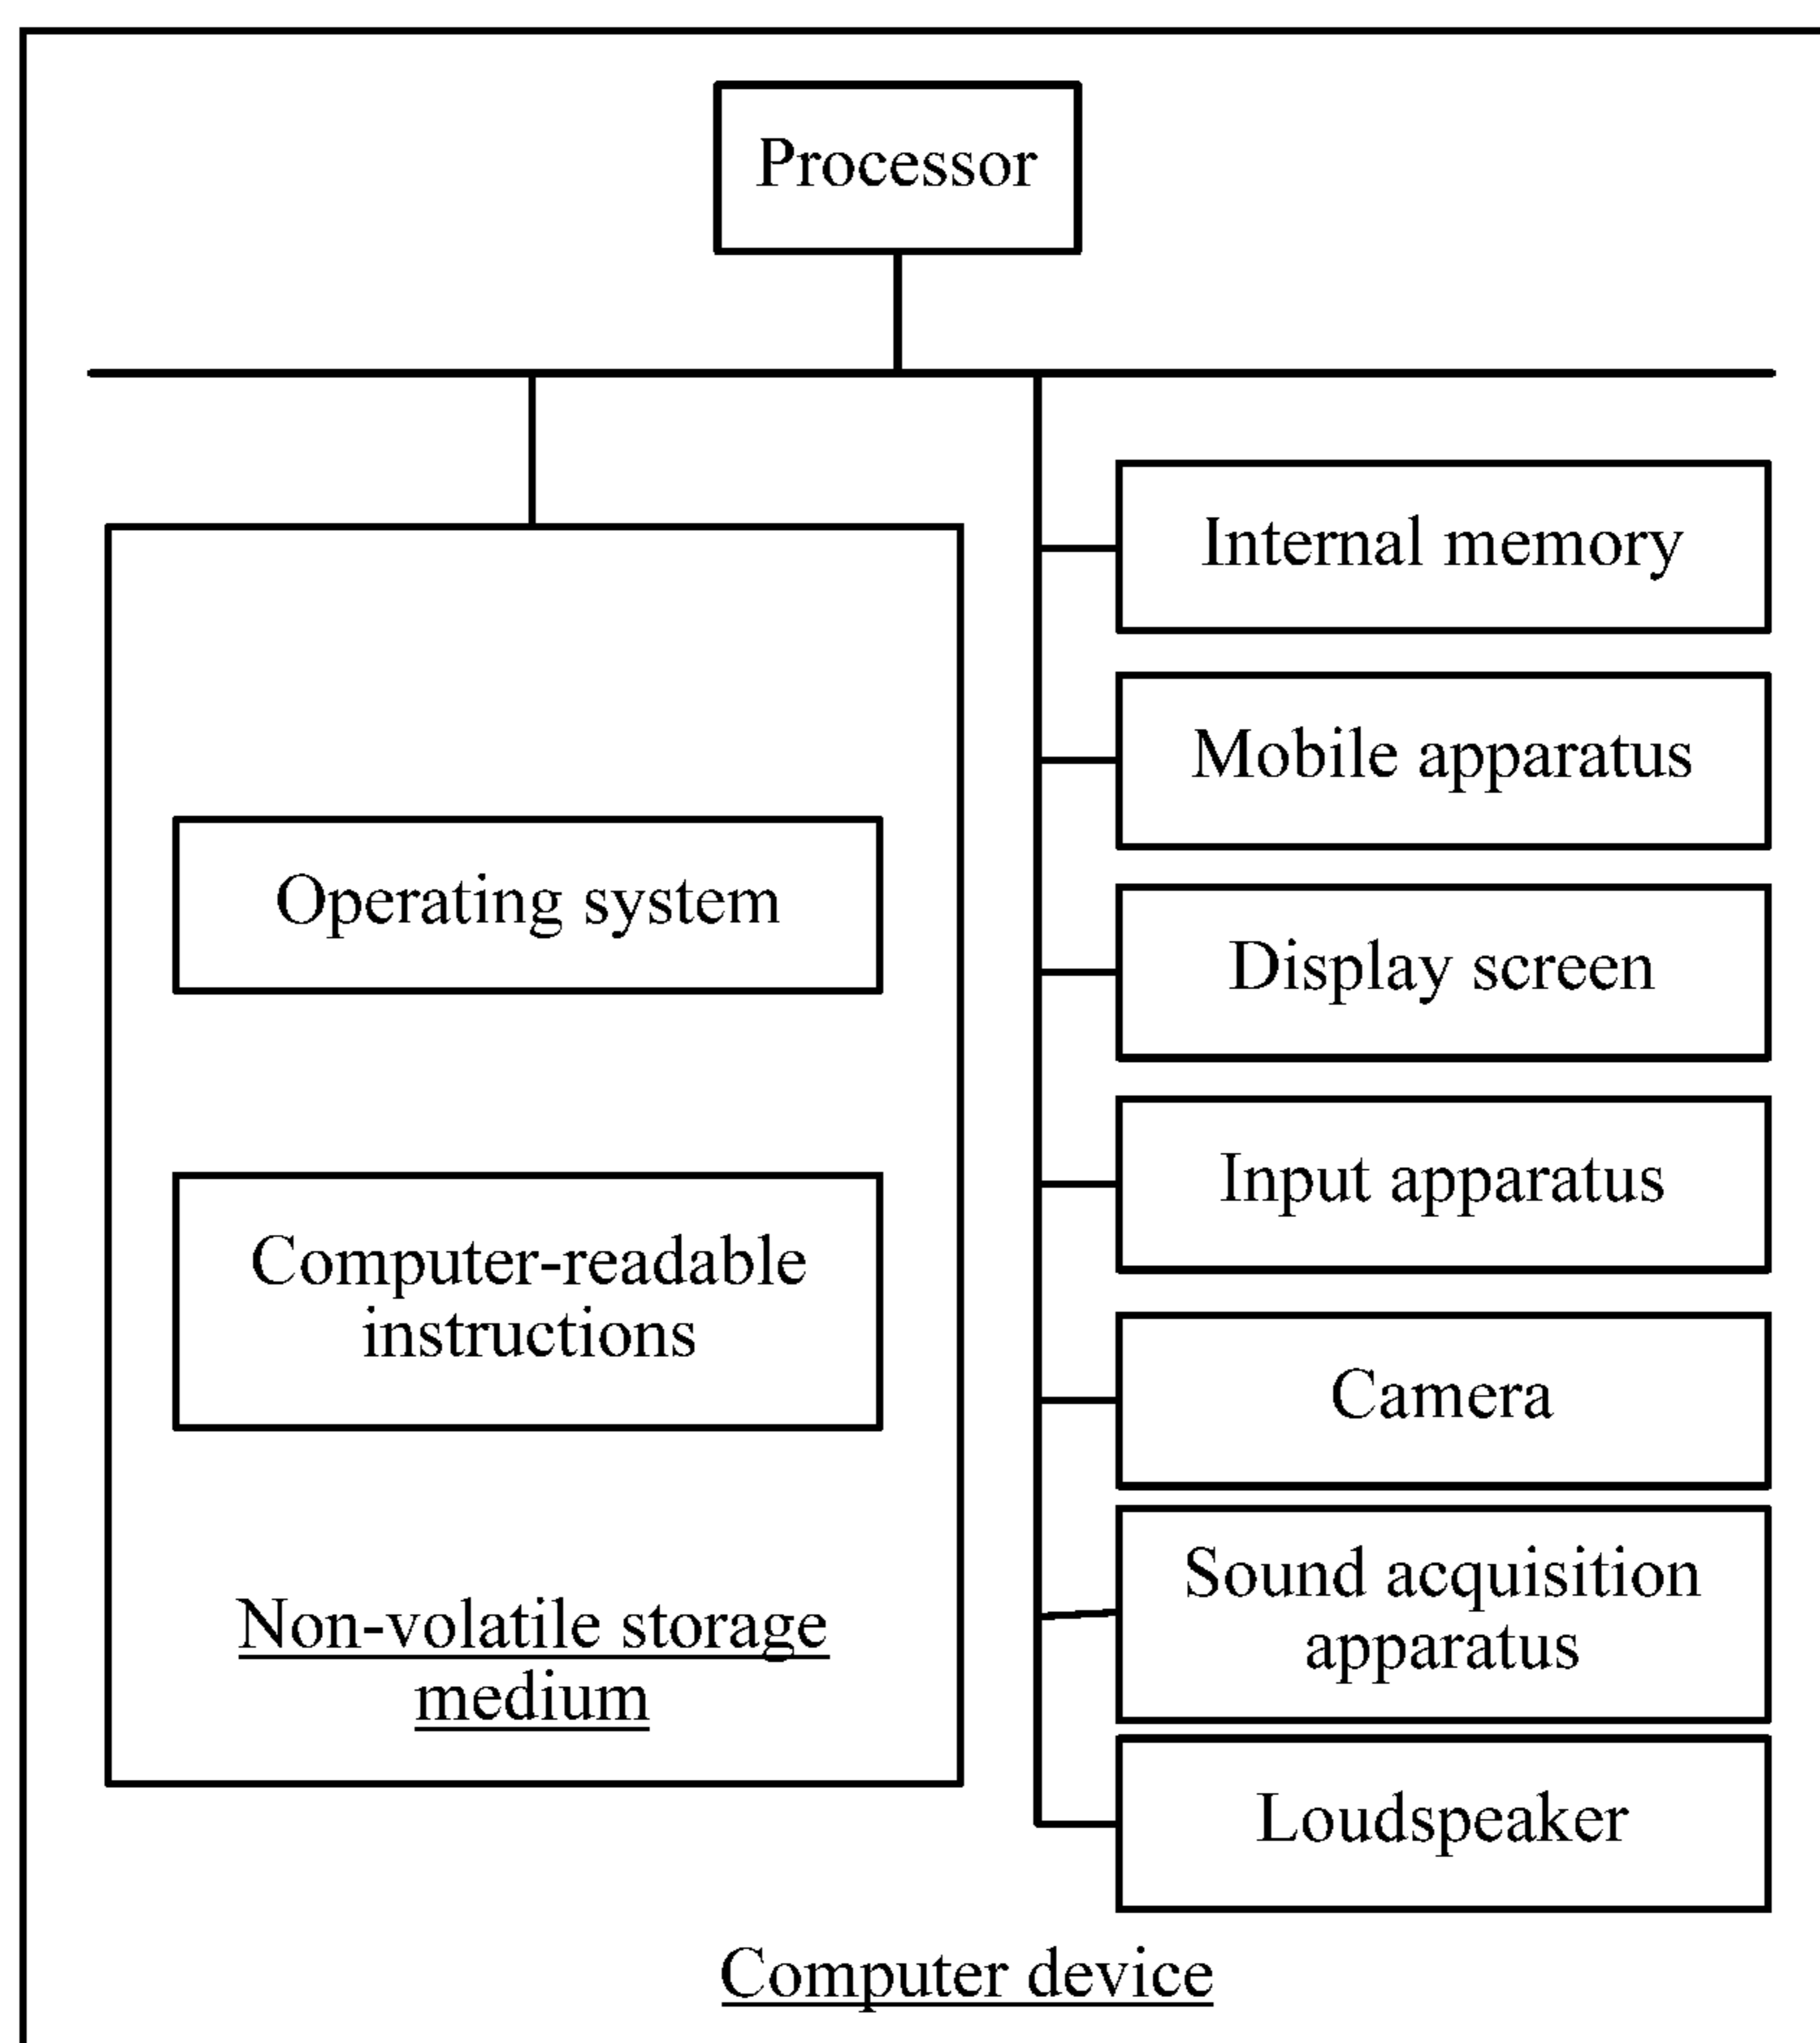 Processor
Internal memory
Mobile apparatus
Operating system
Display screen
Input apparatus
Computer-readable
instructions
Camera
Sound acquisition
apparatus
Non-volatile storage
medium
Loudspeaker
Computer device